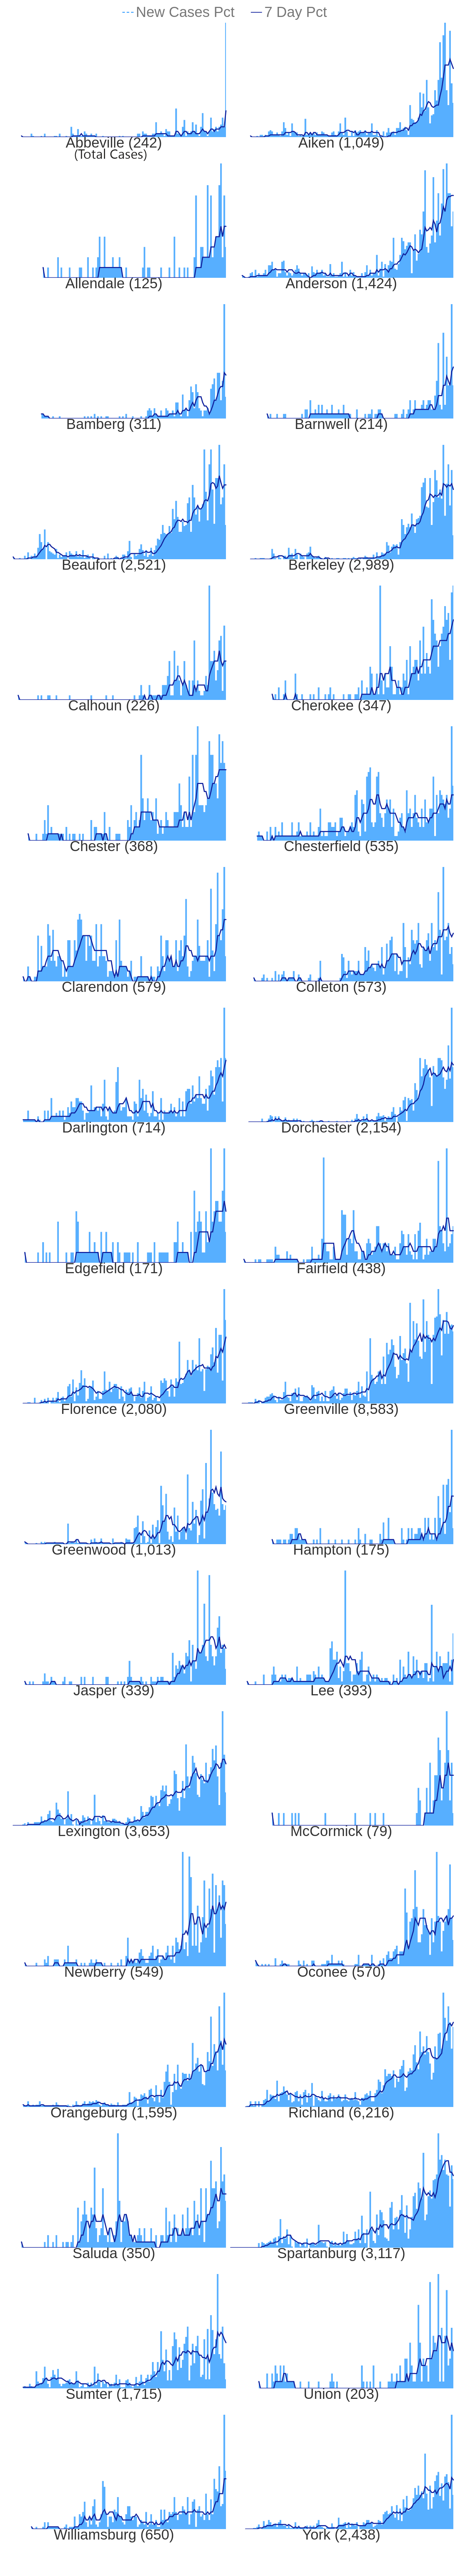 New Cases Pct 7 Day Pct
Abbeville (242) Aiken (1,049)
(Total Cases)
Allendale (125) Anderson (1,424)
Bamberg (311) Barnwell (214)
Beaufort (2,521) Berkeley (2,989)
Calhoun (226) Cherokee (347)
Chester (368) Chesterfield (535)
Clarendon (579) Colleton (573)
Darlington (714) Dorchester (2,154)
Edgefield (171) Fairfield (438)
Florence (2,080) Greenville (8,583)
Greenwood (1,013) Hampton (175)
Jasper (339) Lee (393)
Lexington (3,653) McCormick (79)
Newberry (549) Oconee (570)
Orangeburg (1,595) Richland (6,216)
Saluda (350) Spartanburg (3,117)
Sumter (1,715) Union (203)
Williamsburg (650) York (2,438)